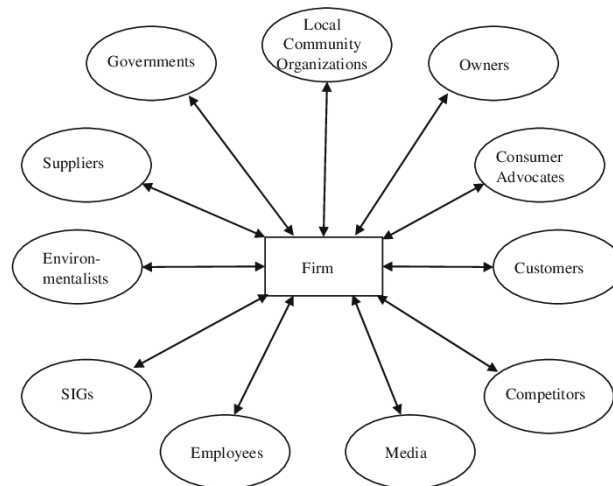 Local
Community
Organizations
Governments
Owners
Suppliers
Consumer
Advocates
Environ-
mentalists
Firm
Customers
SIGs
Competitors
Employees
Media